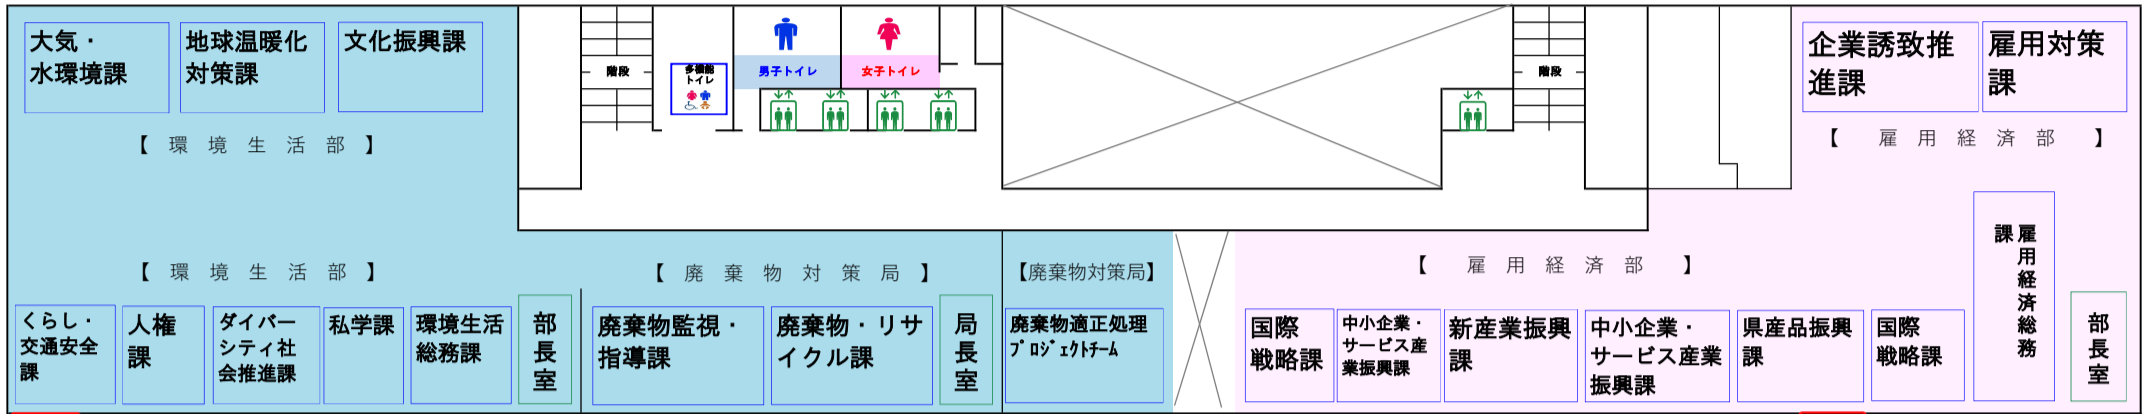 大気・
水環境課
地球温暖化
対策課
文化振興課
【 環 境 生 活 部 】
階段
多機能
トイレ
男子トイレ
女子トイレ
階段
企業誘致推
進課
雇用対策
課
【 雇 用 経 済 部 】
【 環 境 生 活 部 】
【 廃 棄 物 対 策 局 】
【廃棄物対策局】
【 雇 用 経 済 部 】
くらし・
交通安全
課
人権
課
ダイバー
シティ社
会推進課
私学課
環境生活
総務課
部長室
廃棄物監視・
指導課
廃棄物・リサ
イクル課
局長室
廃棄物適正処理
プロジェクトチーム
国際
戦略課
中小企業・
サービス産
業振興課
新産業振興
課
中小企業・
サービス産業
振興課
県産品振興
課
国際
戦略課
雇用経済総務
課
部長室